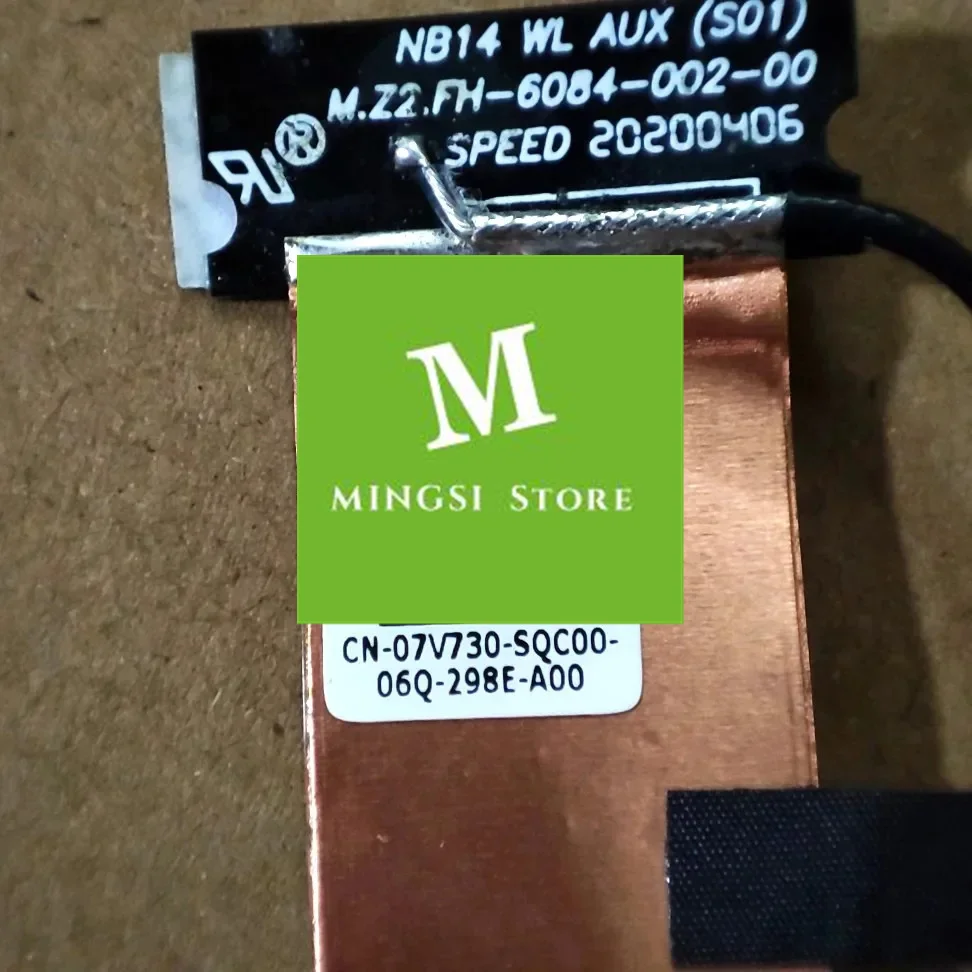 NB14 WL AUX (S01)
M.Z2.FH-6084-002-00
SPEED 20200406
M
MINGSI STORE
CN-07V730-SQC00-
06Q-298E-A00